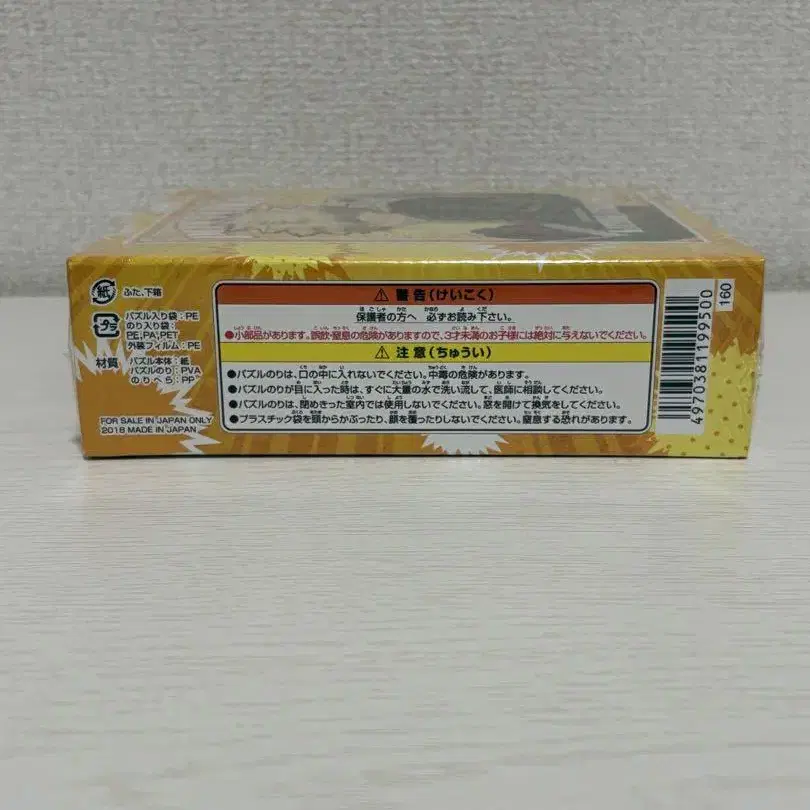 紙 ふた、下箱
プラ
パズル入り袋:PE
のり入り袋:
PE,PA,PET
外装フィルム:PE
材質
パズル本体:紙
パズルのり:PVA
のりへら:PP
FOR SALE IN JAPAN ONLY
2018 MADE IN JAPAN
⚠ 警告(けいこく)
保護者の方へ 必ずお読み下さい。
●小部品があります。誤飲・窒息の危険がありますので、3才未満のお子様には絶対に与えないでください。
⚠ 注意(ちゅうい)
●パズルのりは、口の中に入れないでください。中毒の危険があります。
●パズルのりが目に入った時は、すぐに大量の水で洗い流して、医師に相談してください。
●パズルのりは、閉めきった室内では使用しないでください。窓を開けて換気をしてください。
●プラスチック袋を頭からかぶったり、顔を覆ったりしないでください。窒息する恐れがあります。
4970381199500
160